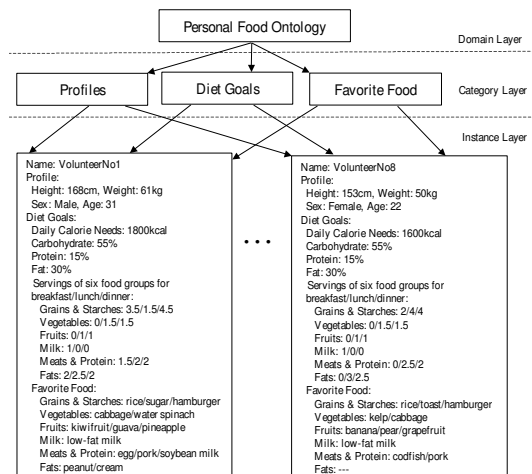 Personal Food Ontology
Domain Layer
Profiles
Diet Goals
Favorite Food
Category Layer
Instance Layer
Name: VolunteerNo1
Profile:
Height: 168cm, Weight: 61kg
Sex: Male, Age: 31
Diet Goals:
Daily Calorie Needs: 1800kcal
Carbohydrate: 55%
Protein: 15%
Fat: 30%
Servings of six food groups for
breakfast/lunch/dinner:
Grains & Starches: 3.5/1.5/4.5
Vegetables: 0/1.5/1.5
Fruits: 0/1/1
Milk: 1/0/0
Meats & Protein: 1.5/2/2
Fats: 2/2.5/2
Favorite Food:
Grains & Starches: rice/sugar/hamburger
Vegetables: cabbage/water spinach
Fruits: kiwifruit/guava/pineapple
Milk: low-fat milk
Meats & Protein: egg/pork/soybean milk
Fats: peanut/cream
...
Name: VolunteerNo8
Profile:
Height: 153cm, Weight: 50kg
Sex: Female, Age: 22
Diet Goals:
Daily Calorie Needs: 1600kcal
Carbohydrate: 55%
Protein: 15%
Fat: 30%
Servings of six food groups for
breakfast/lunch/dinner:
Grains & Starches: 2/4/4
Vegetables: 0/1.5/1.5
Fruits: 0/1/1
Milk: 1/0/0
Meats & Protein: 0/2.5/2
Fats: 0/3/2.5
Favorite Food:
Grains & Starches: rice/toast/hamburger
Vegetables: kelp/cabbage
Fruits: banana/pear/grapefruit
Milk: low-fat milk
Meats & Protein: codfish/pork
Fats: ---